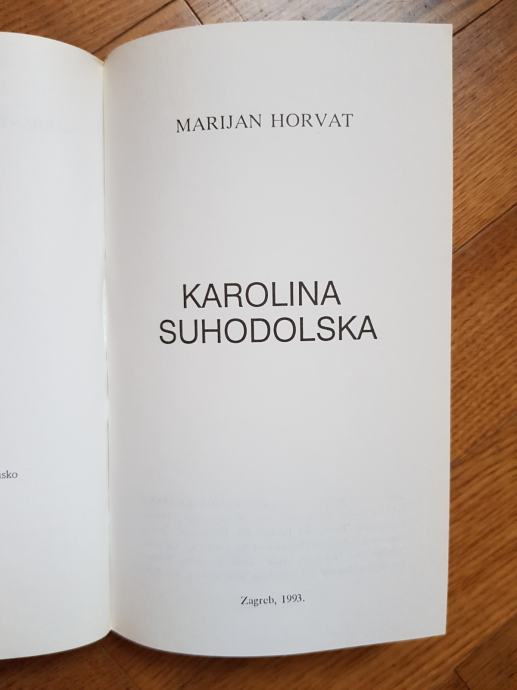 MARIJAN HORVAT
KAROLINA
SUHODOLSKA
Zagreb, 1993.